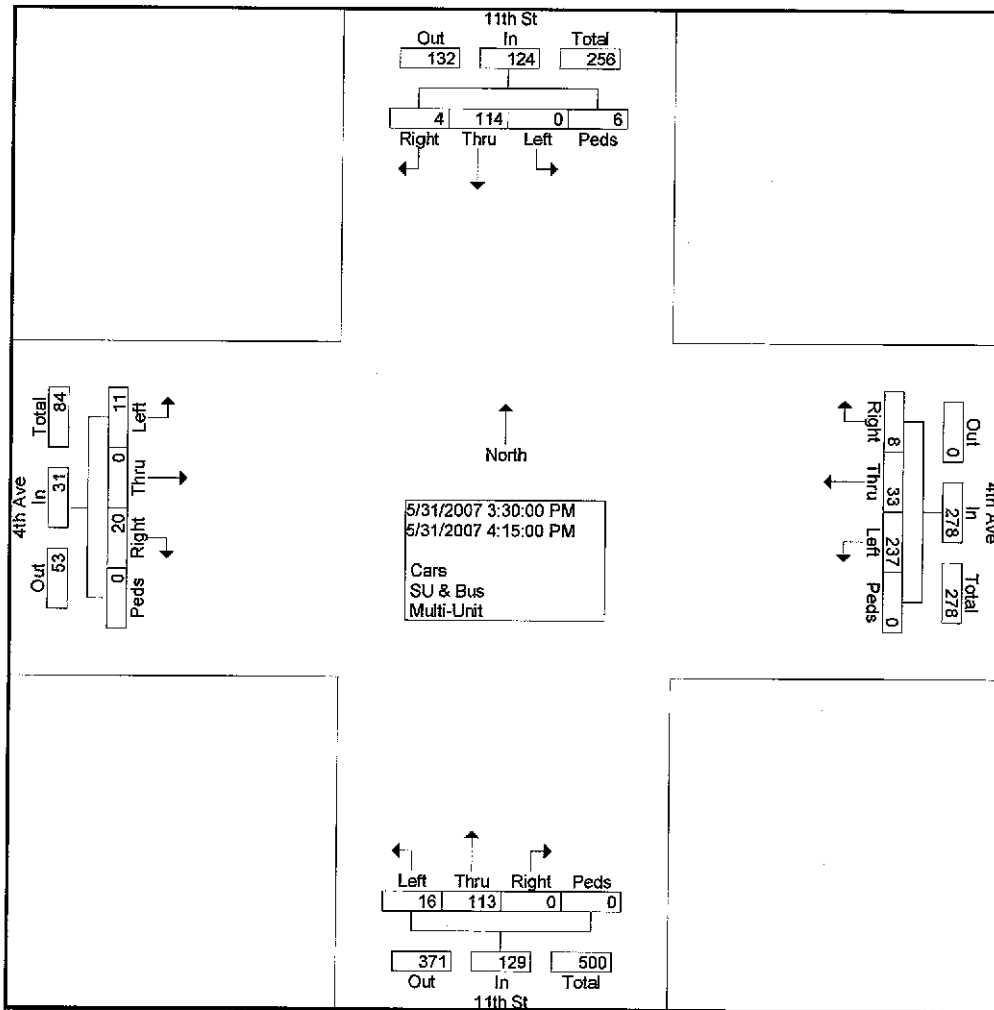 11th St
Out In Total
132 124 256
4 114 0 6
Right Thru Left Peds
4th Ave
Total In Out
84 31 53
11 0 20 0
Left Thru Right Peds
North
5/31/2007 3:30:00 PM
5/31/2007 4:15:00 PM
Cars
SU & Bus
Multi-Unit
Right Thru Left Peds
8 33 237 0
Out In Total
0 278 278
4th Ave
Left Thru Right Peds
16 113 0 0
371 129 500
Out In Total
11th St